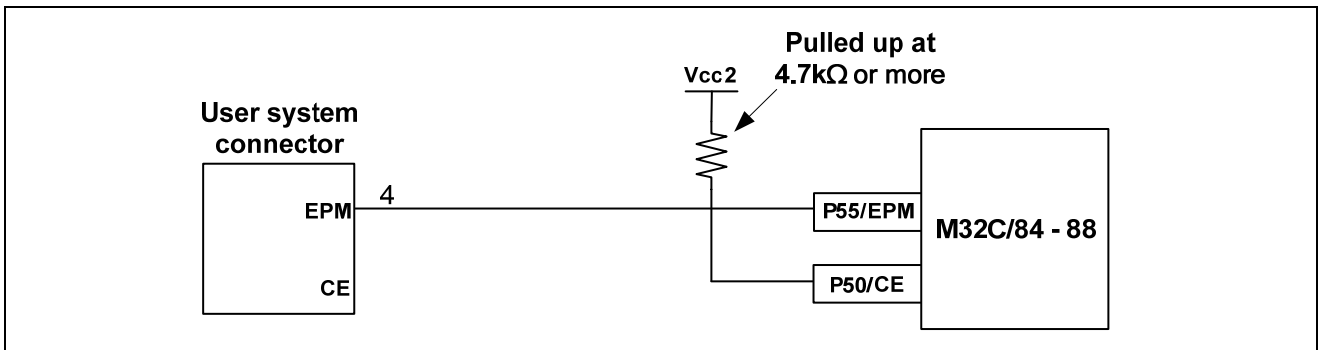 Pulled up at
4.7kΩ or more
Vcc2
User system
connector
EPM
4
P55/EPM
M32C/84 - 88
CE
P50/CE